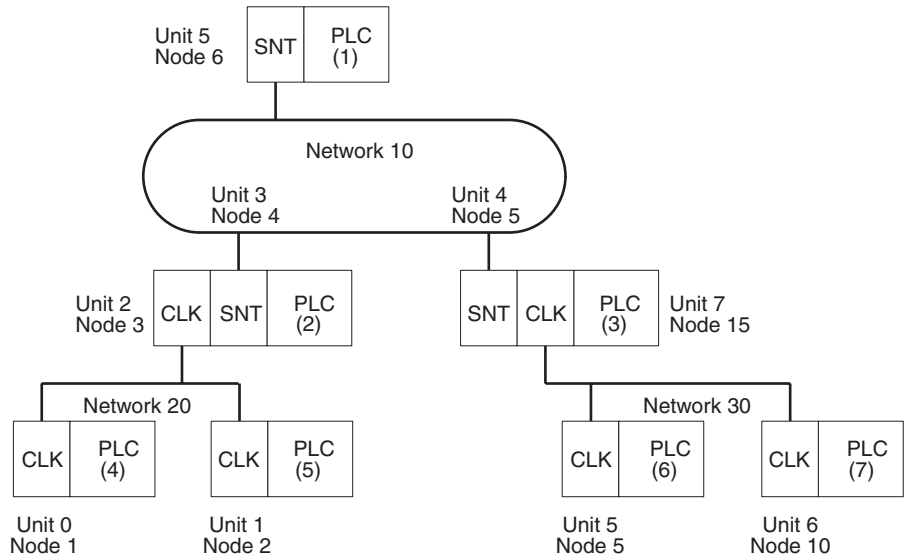 Unit 5
Node 6
SNT
PLC
(1)
Network 10
Unit 3
Node 4
Unit 4
Node 5
Unit 2
Node 3
CLK
SNT
PLC
(2)
SNT
CLK
PLC
(3)
Unit 7
Node 15
Network 20
Network 30
CLK
PLC
(4)
CLK
PLC
(5)
CLK
PLC
(6)
CLK
PLC
(7)
Unit 0
Node 1
Unit 1
Node 2
Unit 5
Node 5
Unit 6
Node 10